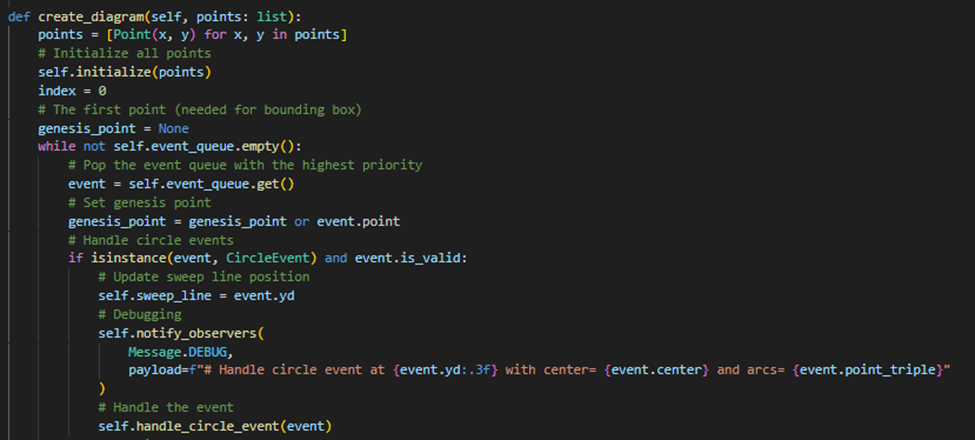 def create_diagram(self, points: list):
    points = [Point(x, y) for x, y in points]
    # Initialize all points
    self.initialize(points)
    index = 0
    # The first point (needed for bounding box)
    genesis_point = None
    while not self.event_queue.empty():
        # Pop the event queue with the highest priority
        event = self.event_queue.get()
        # Set genesis point
        genesis_point = genesis_point or event.point
        # Handle circle events
        if isinstance(event, CircleEvent) and event.is_valid:
            # Update sweep line position
            self.sweep_line = event.yd
            # Debugging
            self.notify_observers(
                Message.DEBUG,
                payload=f"# Handle circle event at {event.yd:.3f} with center= {event.center} and arcs= {event.point_triple}"
            )
            # Handle the event
            self.handle_circle_event(event)